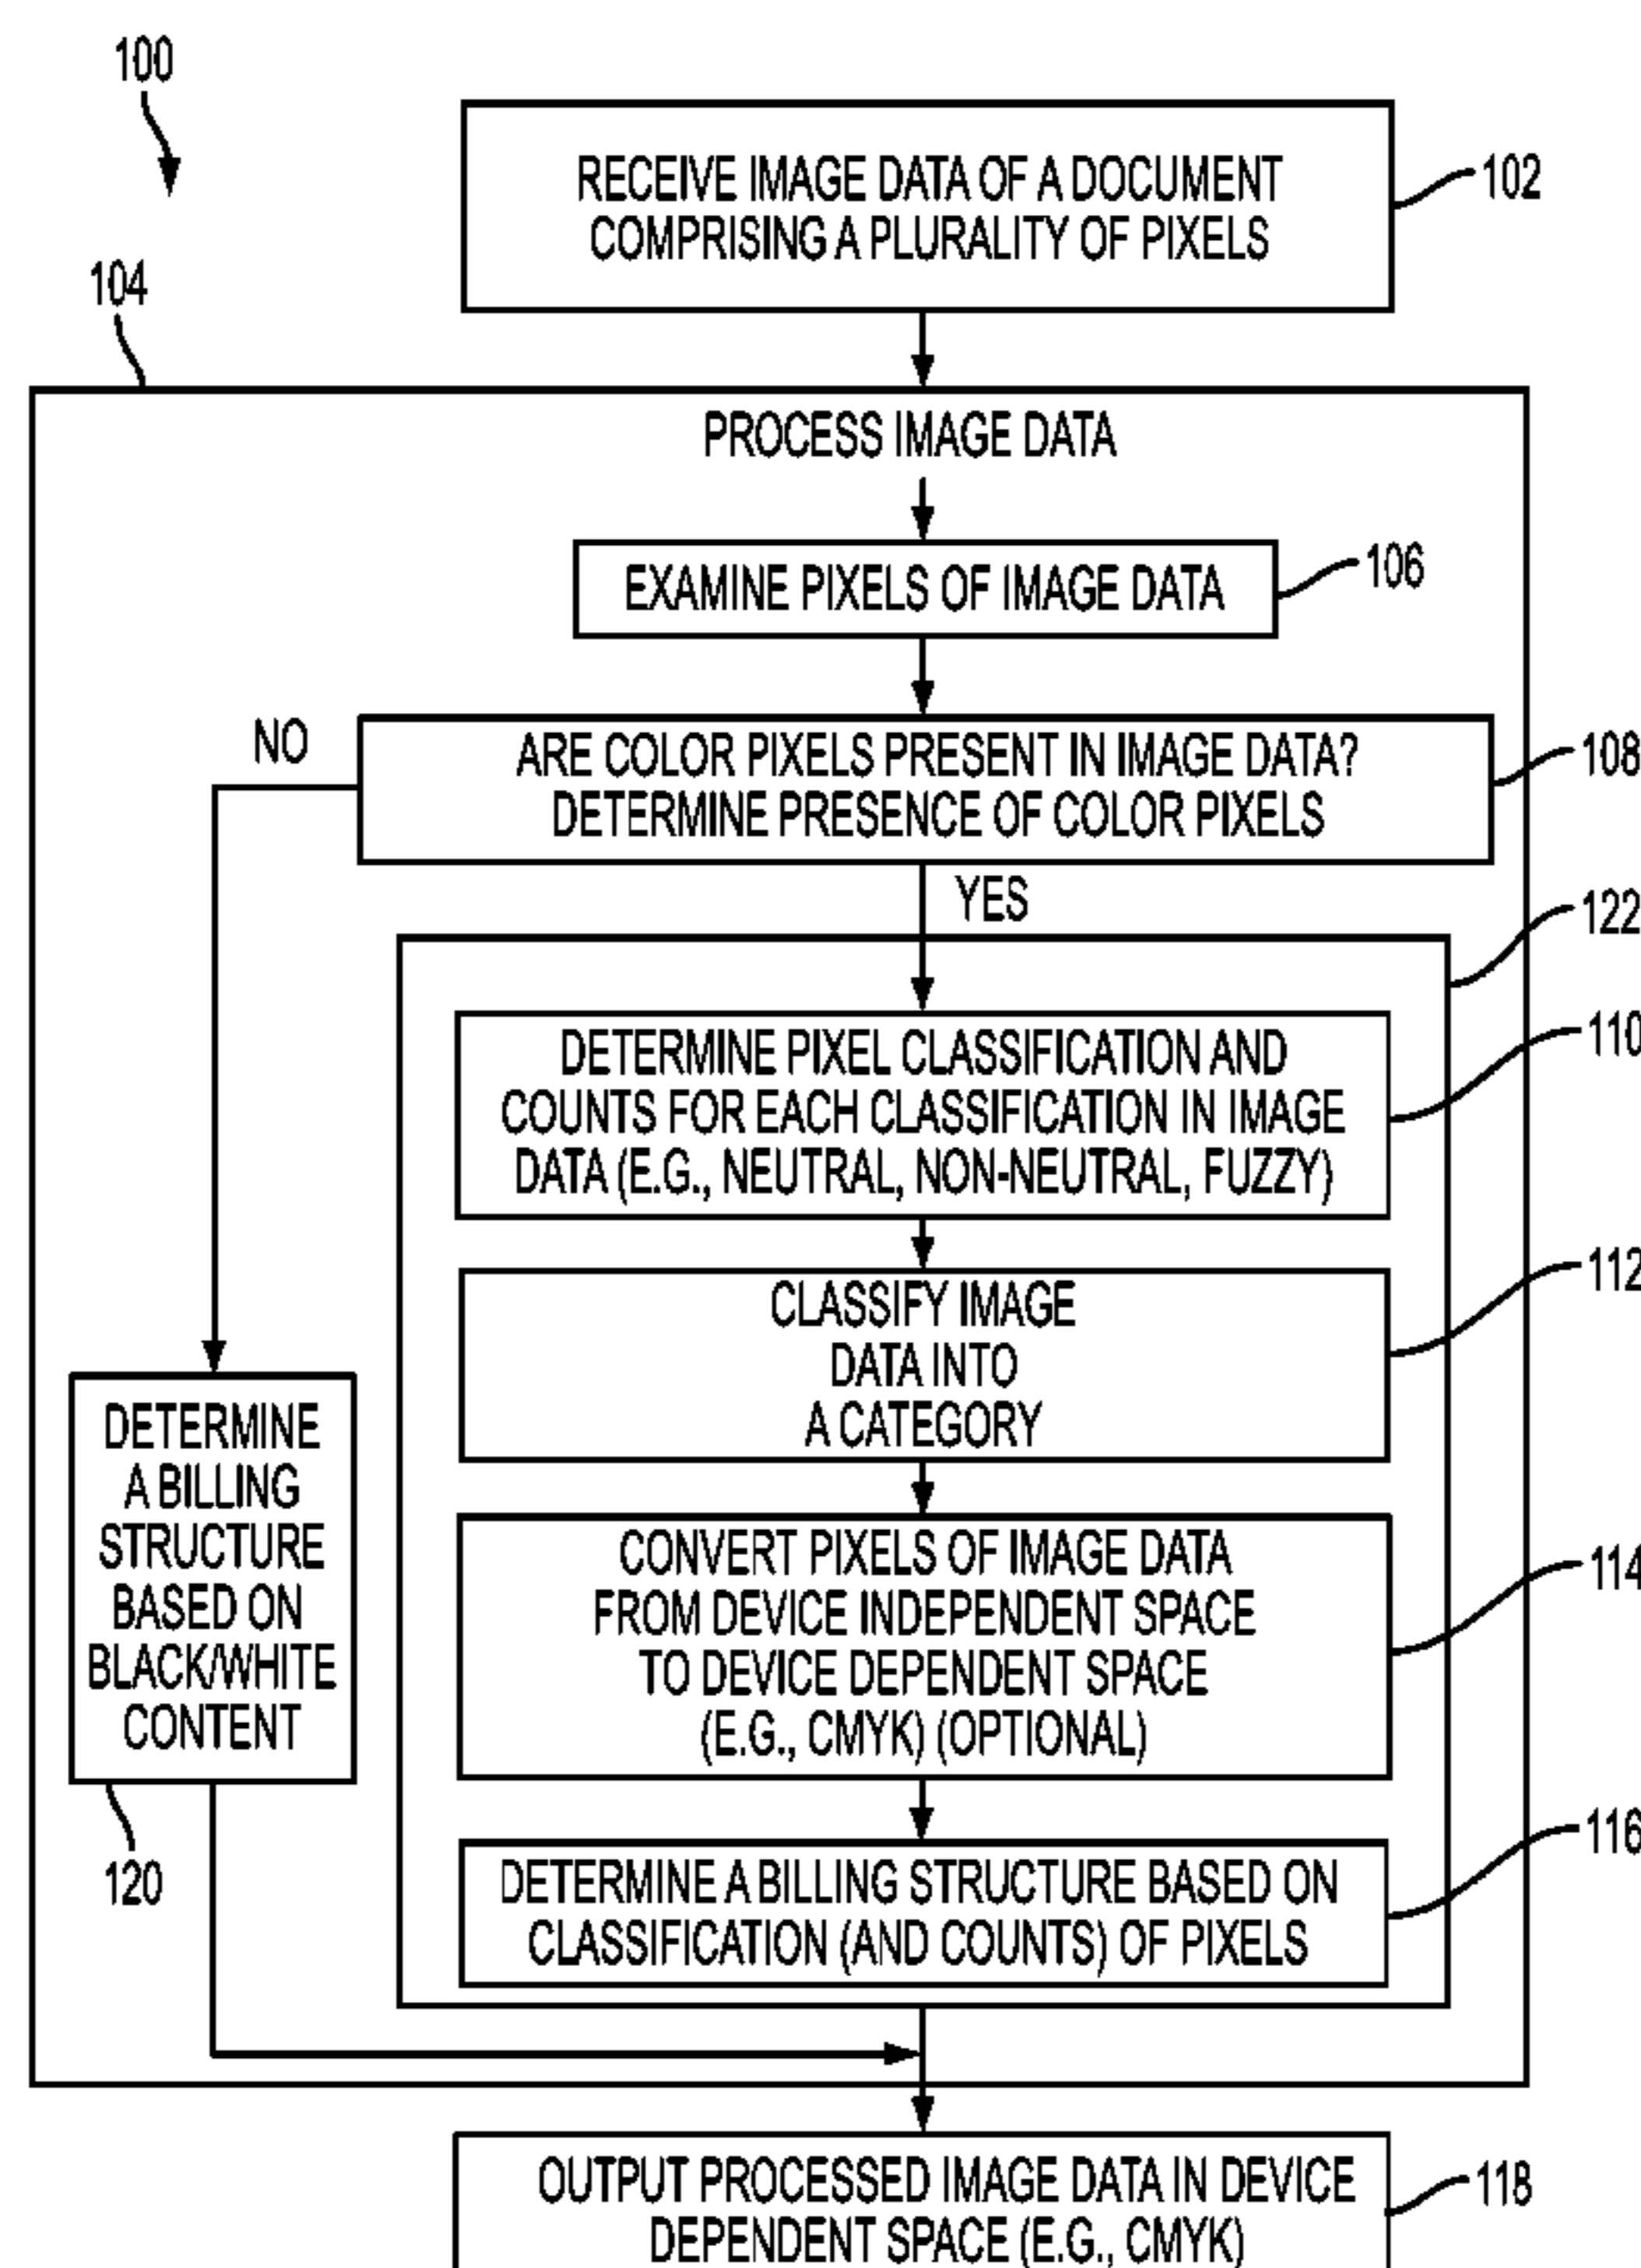 100
RECEIVE IMAGE DATA OF A DOCUMENT
COMPRISING A PLURALITY OF PIXELS
102
104
PROCESS IMAGE DATA
EXAMINE PIXELS OF IMAGE DATA
106
NO
ARE COLOR PIXELS PRESENT IN IMAGE DATA?
DETERMINE PRESENCE OF COLOR PIXELS
108
YES
122
DETERMINE PIXEL CLASSIFICATION AND
COUNTS FOR EACH CLASSIFICATION IN IMAGE
DATA (E.G., NEUTRAL, NON-NEUTRAL, FUZZY)
110
CLASSIFY IMAGE
DATA INTO
A CATEGORY
112
DETERMINE
A BILLING
STRUCTURE
BASED ON
BLACK/WHITE
CONTENT
120
CONVERT PIXELS OF IMAGE DATA
FROM DEVICE INDEPENDENT SPACE
TO DEVICE DEPENDENT SPACE
(E.G., CMYK) (OPTIONAL)
114
DETERMINE A BILLING STRUCTURE BASED ON
CLASSIFICATION (AND COUNTS) OF PIXELS
116
OUTPUT PROCESSED IMAGE DATA IN DEVICE
DEPENDENT SPACE (E.G., CMYK)
118